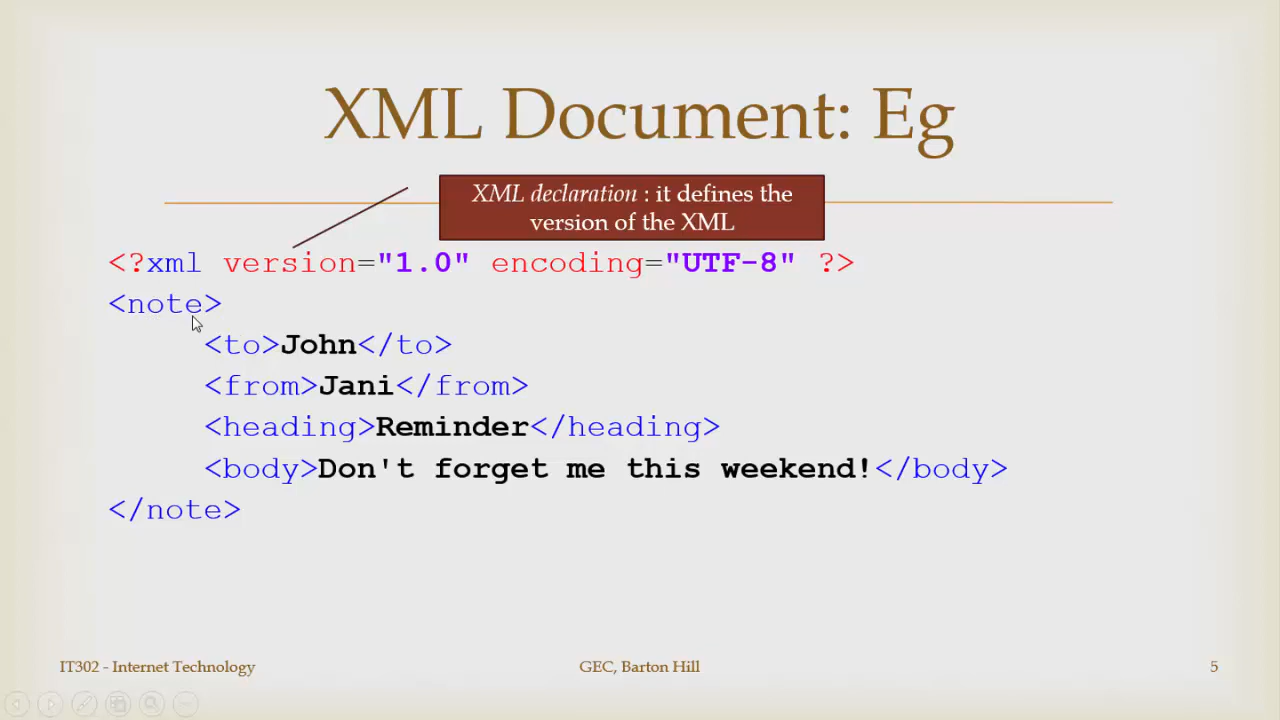 XML Document: Eg
XML declaration : it defines the
version of the XML
<?xml version="1.0" encoding="UTF-8" ?>
<note>
<to>John</to>
<from>Jani</from>
<heading>Reminder</heading>
<body>Don't forget me this weekend!</body>
</note>
IT302 - Internet Technology
GEC, Barton Hill
5